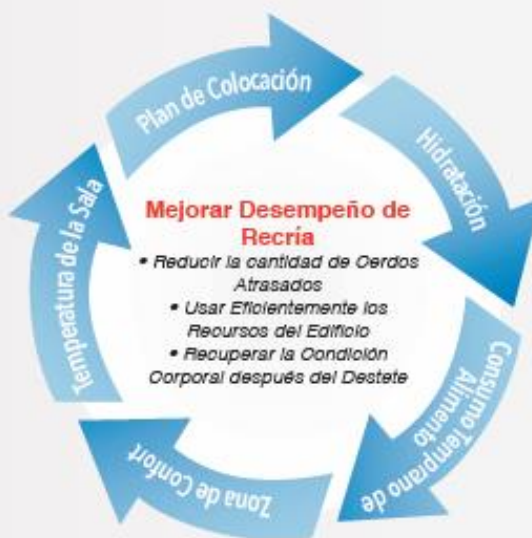 Plan de Colocación
Hidratación
Consumo Temprano de
Alimento
Zona de Confort
Temperatura de la Sala
Mejorar Desempeño de
Recría
• Reducir la cantidad de Cerdos
Atrasados
• Usar Eficientemente los
Recursos del Edificio
• Recuperar la Condición
Corporal después del Destete